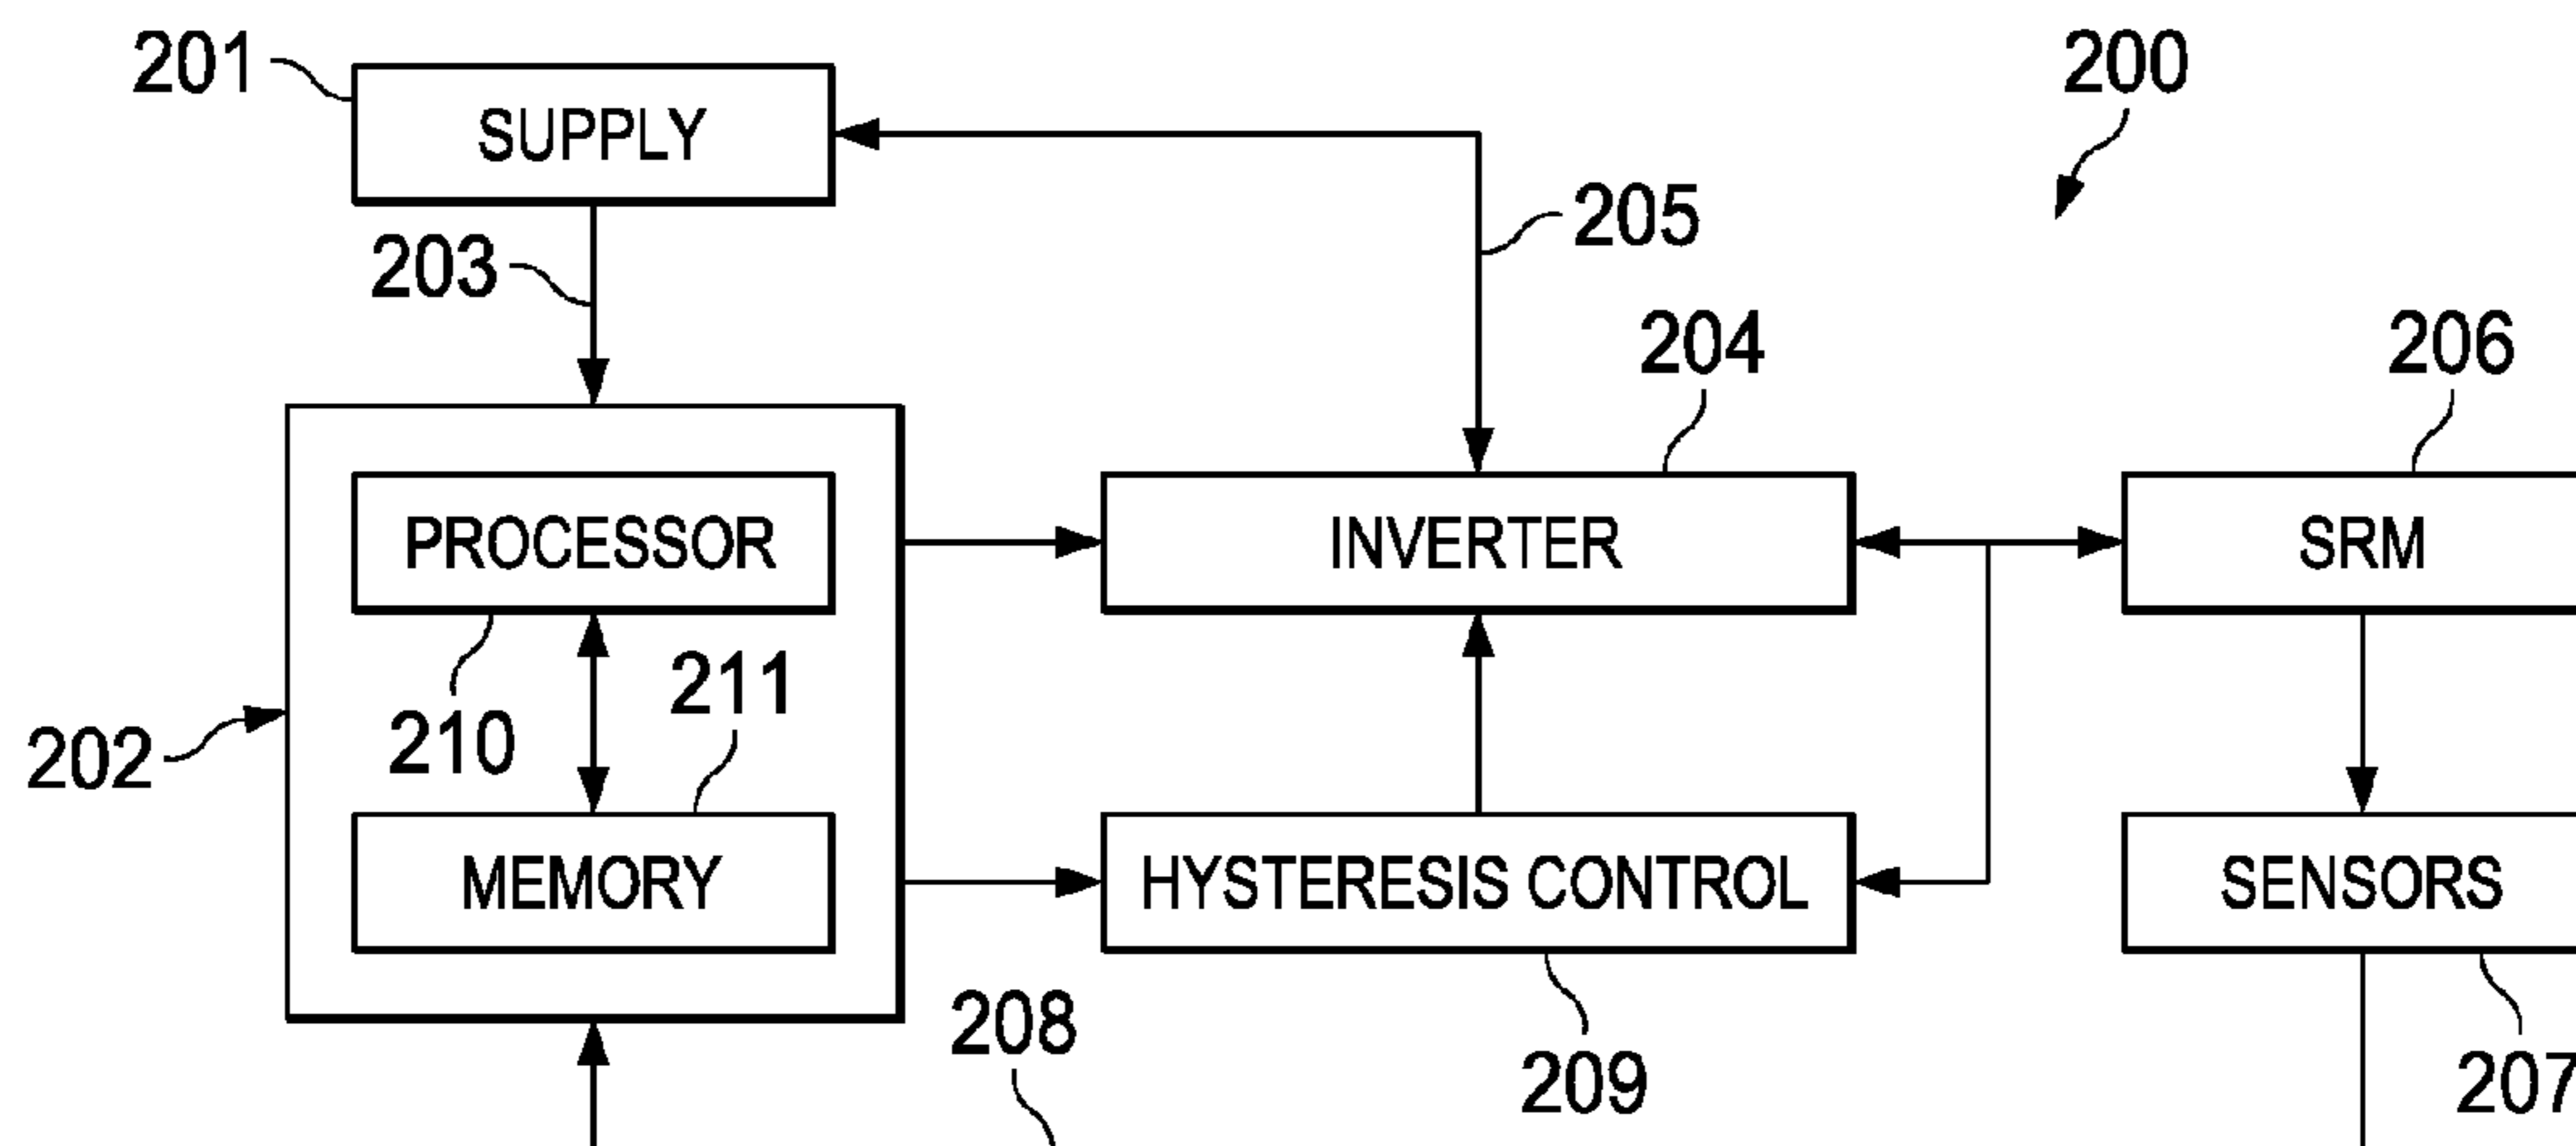 201
SUPPLY
200
203
205
204
206
PROCESSOR
INVERTER
SRM
210
211
202
MEMORY
HYSTERESIS CONTROL
SENSORS
208
209
207